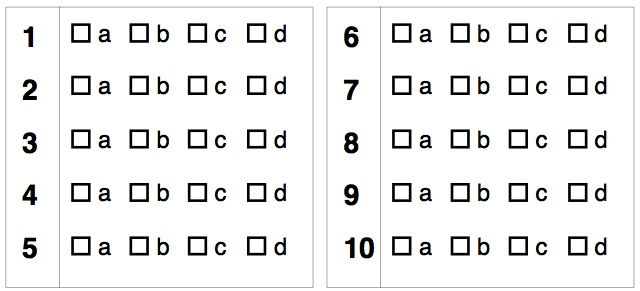 1 ☐ a ☐ b ☐ c ☐ d
2 ☐ a ☐ b ☐ c ☐ d
3 ☐ a ☐ b ☐ c ☐ d
4 ☐ a ☐ b ☐ c ☐ d
5 ☐ a ☐ b ☐ c ☐ d
6 ☐ a ☐ b ☐ c ☐ d
7 ☐ a ☐ b ☐ c ☐ d
8 ☐ a ☐ b ☐ c ☐ d
9 ☐ a ☐ b ☐ c ☐ d
10 ☐ a ☐ b ☐ c ☐ d